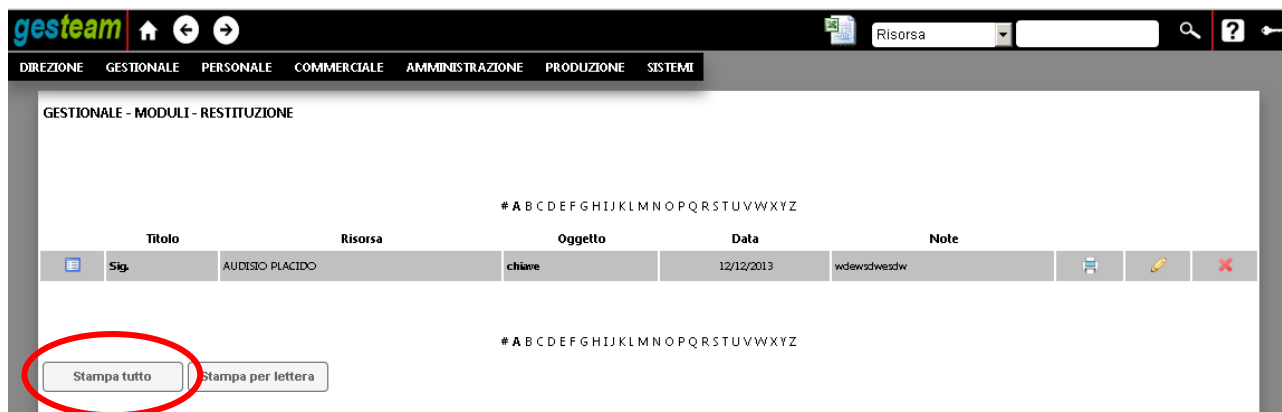 gesteam Risorsa ?
DIREZIONE GESTIONALE PERSONALE COMMERCIALE AMMINISTRAZIONE PRODUZIONE SISTEMI
GESTIONALE - MODULI - RESTITUZIONE
# A B C D E F G H I J K L M N O P Q R S T U V W X Y Z
Titolo Risorsa Oggetto Data Note
Sig. AUDISIO PLACIDO chiave 12/12/2013 wdewsdwesdw
# A B C D E F G H I J K L M N O P Q R S T U V W X Y Z
Stampa tutto Stampa per lettera